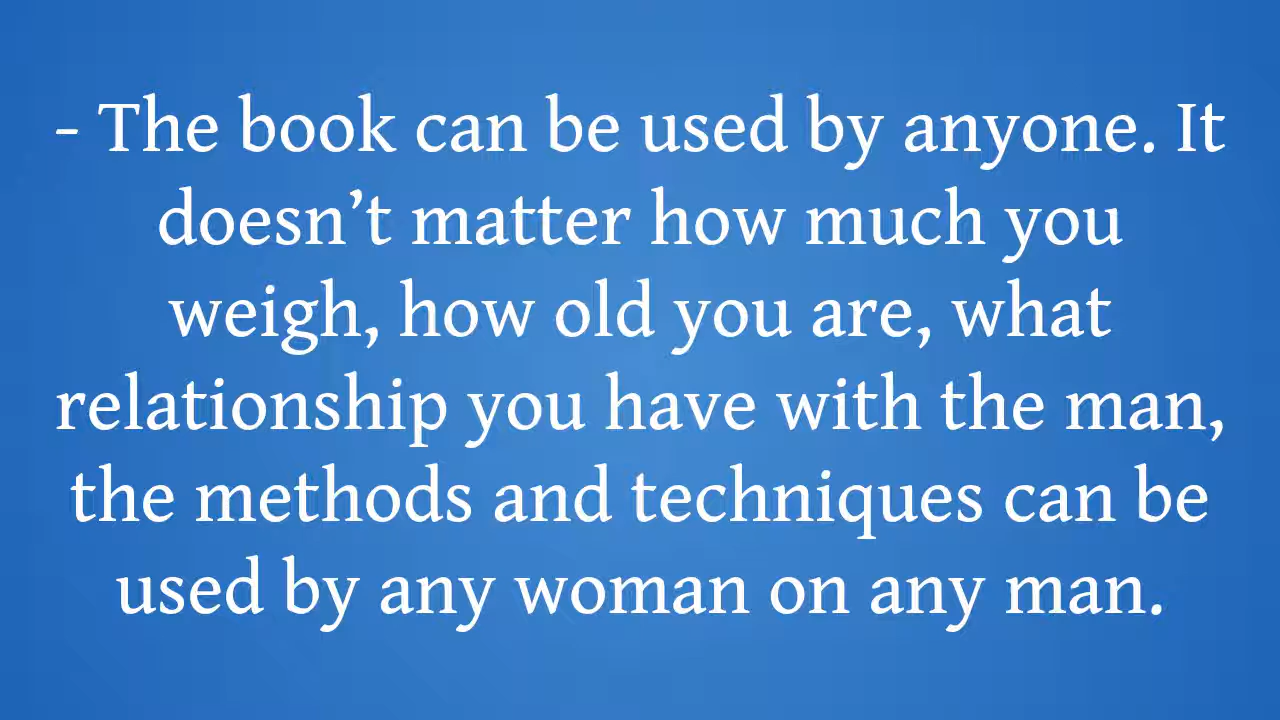 - The book can be used by anyone. It
doesn’t matter how much you
weigh, how old you are, what
relationship you have with the man,
the methods and techniques can be
used by any woman on any man.